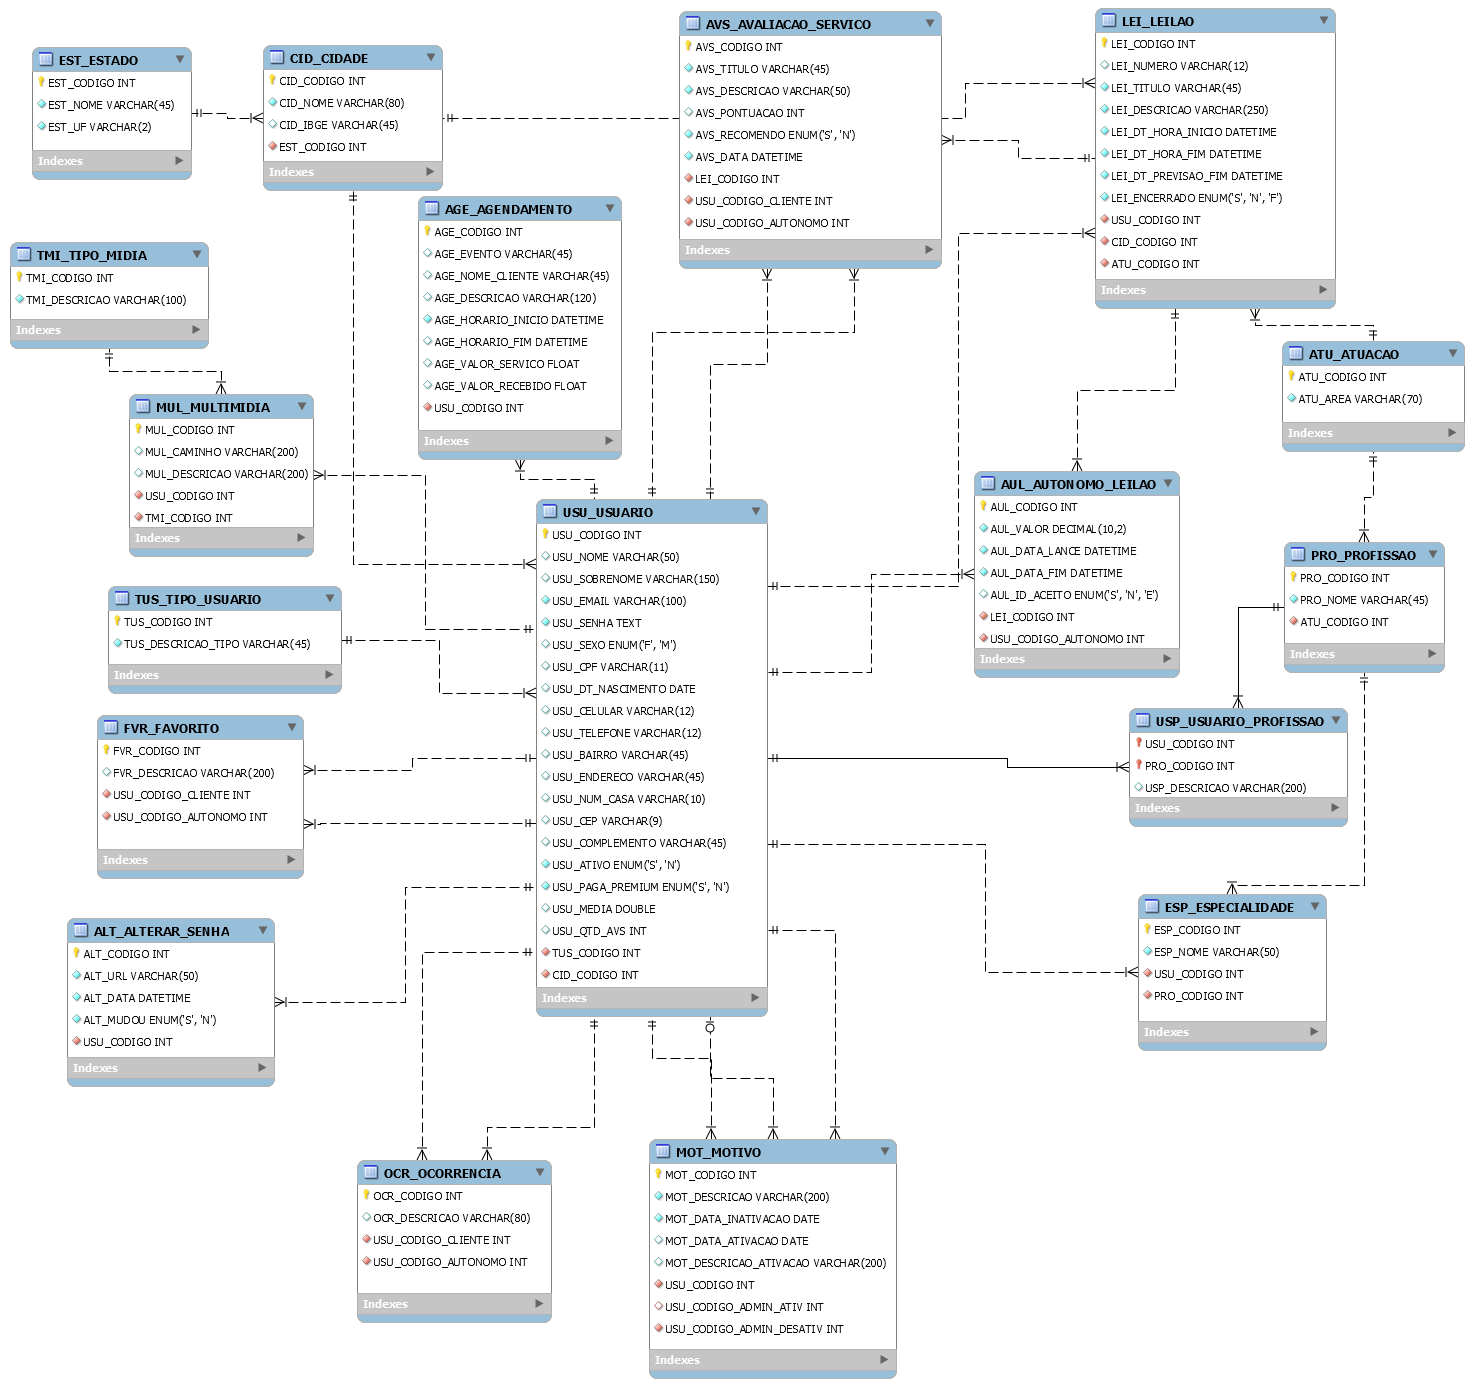 EST_ESTADO
EST_CODIGO INT
EST_NOME VARCHAR(45)
EST_UF VARCHAR(2)
Indexes
CID_CIDADE
CID_CODIGO INT
CID_NOME VARCHAR(80)
CID_IBGE VARCHAR(45)
EST_CODIGO INT
Indexes
AVS_AVALIACAO_SERVICO
AVS_CODIGO INT
AVS_TITULO VARCHAR(45)
AVS_DESCRICAO VARCHAR(50)
AVS_PONTUACAO INT
AVS_RECOMENDO ENUM('S', 'N')
AVS_DATA DATETIME
LEI_CODIGO INT
USU_CODIGO_CLIENTE INT
USU_CODIGO_AUTONOMO INT
Indexes
LEI_LEILAO
LEI_CODIGO INT
LEI_NUMERO VARCHAR(12)
LEI_TITULO VARCHAR(45)
LEI_DESCRICAO VARCHAR(250)
LEI_DT_HORA_INICIO DATETIME
LEI_DT_HORA_FIM DATETIME
LEI_DT_PREVISAO_FIM DATETIME
LEI_ENCERRADO ENUM('S', 'N', 'F')
USU_CODIGO INT
CID_CODIGO INT
ATU_CODIGO INT
Indexes
AGE_AGENDAMENTO
AGE_CODIGO INT
AGE_EVENTO VARCHAR(45)
AGE_NOME_CLIENTE VARCHAR(45)
AGE_DESCRICAO VARCHAR(120)
AGE_HORARIO_INICIO DATETIME
AGE_HORARIO_FIM DATETIME
AGE_VALOR_SERVICO FLOAT
AGE_VALOR_RECEBIDO FLOAT
USU_CODIGO INT
Indexes
TMI_TIPO_MIDIA
TMI_CODIGO INT
TMI_DESCRICAO VARCHAR(100)
Indexes
ATU_ATUACAO
ATU_CODIGO INT
ATU_AREA VARCHAR(70)
Indexes
MUL_MULTIMIDIA
MUL_CODIGO INT
MUL_CAMINHO VARCHAR(200)
MUL_DESCRICAO VARCHAR(200)
USU_CODIGO INT
TMI_CODIGO INT
Indexes
AUL_AUTONOMO_LEILAO
AUL_CODIGO INT
AUL_VALOR DECIMAL(10,2)
AUL_DATA_LANCE DATETIME
AUL_DATA_FIM DATETIME
AUL_ID_ACEITO ENUM('S', 'N', 'E')
LEI_CODIGO INT
USU_CODIGO_AUTONOMO INT
Indexes
USU_USUARIO
USU_CODIGO INT
USU_NOME VARCHAR(50)
USU_SOBRENOME VARCHAR(150)
USU_EMAIL VARCHAR(100)
USU_SENHA TEXT
USU_SEXO ENUM('F', 'M')
USU_CPF VARCHAR(11)
USU_DT_NASCIMENTO DATE
USU_CELULAR VARCHAR(12)
USU_TELEFONE VARCHAR(12)
USU_BAIRRO VARCHAR(45)
USU_ENDERECO VARCHAR(45)
USU_NUM_CASA VARCHAR(10)
USU_CEP VARCHAR(9)
USU_COMPLEMENTO VARCHAR(45)
USU_ATIVO ENUM('S', 'N')
USU_PAGA_PREMIUM ENUM('S', 'N')
USU_MEDIA DOUBLE
USU_QTD_AVS INT
TUS_CODIGO INT
CID_CODIGO INT
Indexes
PRO_PROFISSAO
PRO_CODIGO INT
PRO_NOME VARCHAR(45)
ATU_CODIGO INT
Indexes
TUS_TIPO_USUARIO
TUS_CODIGO INT
TUS_DESCRICAO_TIPO VARCHAR(45)
Indexes
USP_USUARIO_PROFISSAO
USU_CODIGO INT
PRO_CODIGO INT
USP_DESCRICAO VARCHAR(200)
Indexes
FVR_FAVORITO
FVR_CODIGO INT
FVR_DESCRICAO VARCHAR(200)
USU_CODIGO_CLIENTE INT
USU_CODIGO_AUTONOMO INT
Indexes
ESP_ESPECIALIDADE
ESP_CODIGO INT
ESP_NOME VARCHAR(50)
USU_CODIGO INT
PRO_CODIGO INT
Indexes
ALT_ALTERAR_SENHA
ALT_CODIGO INT
ALT_URL VARCHAR(50)
ALT_DATA DATETIME
ALT_MUDOU ENUM('S', 'N')
USU_CODIGO INT
Indexes
OCR_OCORRENCIA
OCR_CODIGO INT
OCR_DESCRICAO VARCHAR(80)
USU_CODIGO_CLIENTE INT
USU_CODIGO_AUTONOMO INT
Indexes
MOT_MOTIVO
MOT_CODIGO INT
MOT_DESCRICAO VARCHAR(200)
MOT_DATA_INATIVACAO DATE
MOT_DATA_ATIVACAO DATE
MOT_DESCRICAO_ATIVACAO VARCHAR(200)
USU_CODIGO INT
USU_CODIGO_ADMIN_ATIV INT
USU_CODIGO_ADMIN_DESATIV INT
Indexes